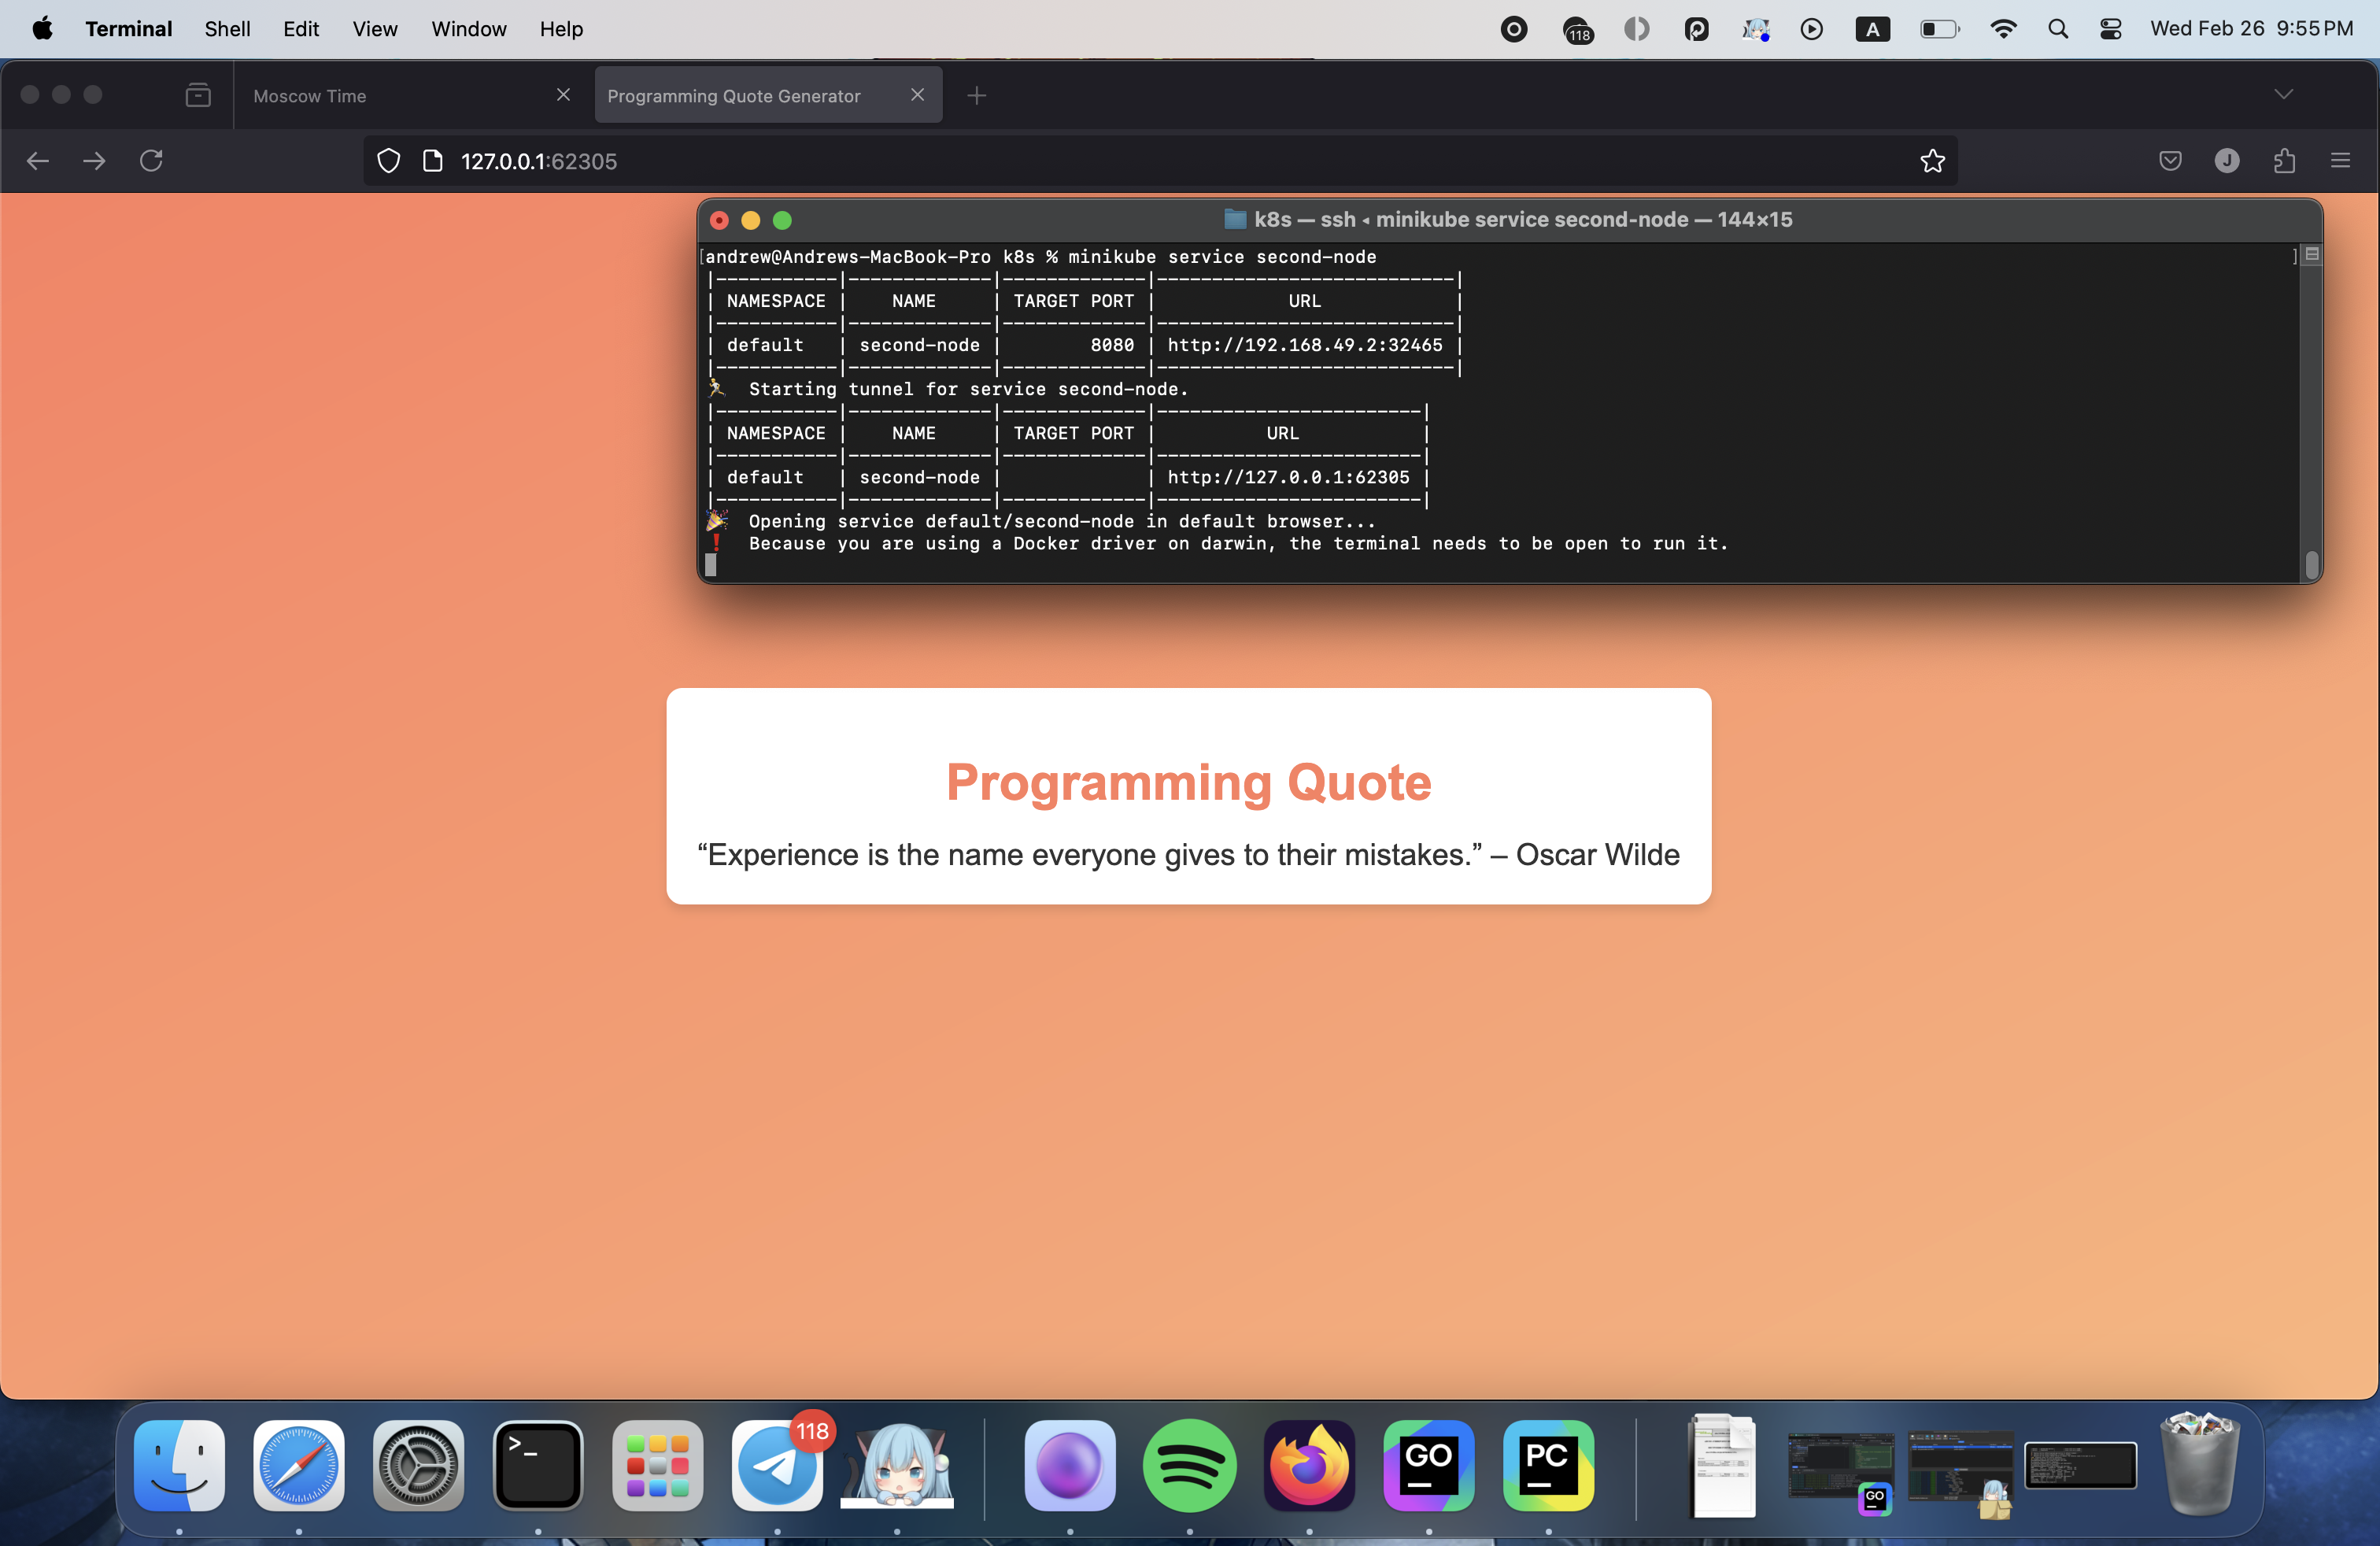 Terminal Shell Edit View Window Help 118 A Wed Feb 26 9:55 PM
Moscow Time Programming Quote Generator
127.0.0.1:62305 J
k8s — ssh ◂ minikube service second-node — 144×15
[andrew@Andrews-MacBook-Pro k8s % minikube service second-node ]
|-----------|-------------|-------------|---------------------------|
| NAMESPACE |    NAME     | TARGET PORT |            URL            |
|-----------|-------------|-------------|---------------------------|
| default   | second-node |        8080 | http://192.168.49.2:32465 |
|-----------|-------------|-------------|---------------------------|
🏃 Starting tunnel for service second-node.
|-----------|-------------|-------------|------------------------|
| NAMESPACE |    NAME     | TARGET PORT |          URL           |
|-----------|-------------|-------------|------------------------|
| default   | second-node |             | http://127.0.0.1:62305 |
|-----------|-------------|-------------|------------------------|
🎉 Opening service default/second-node in default browser...
❗ Because you are using a Docker driver on darwin, the terminal needs to be open to run it.
Programming Quote
“Experience is the name everyone gives to their mistakes.” – Oscar Wilde
>_ 118 GO PC GO